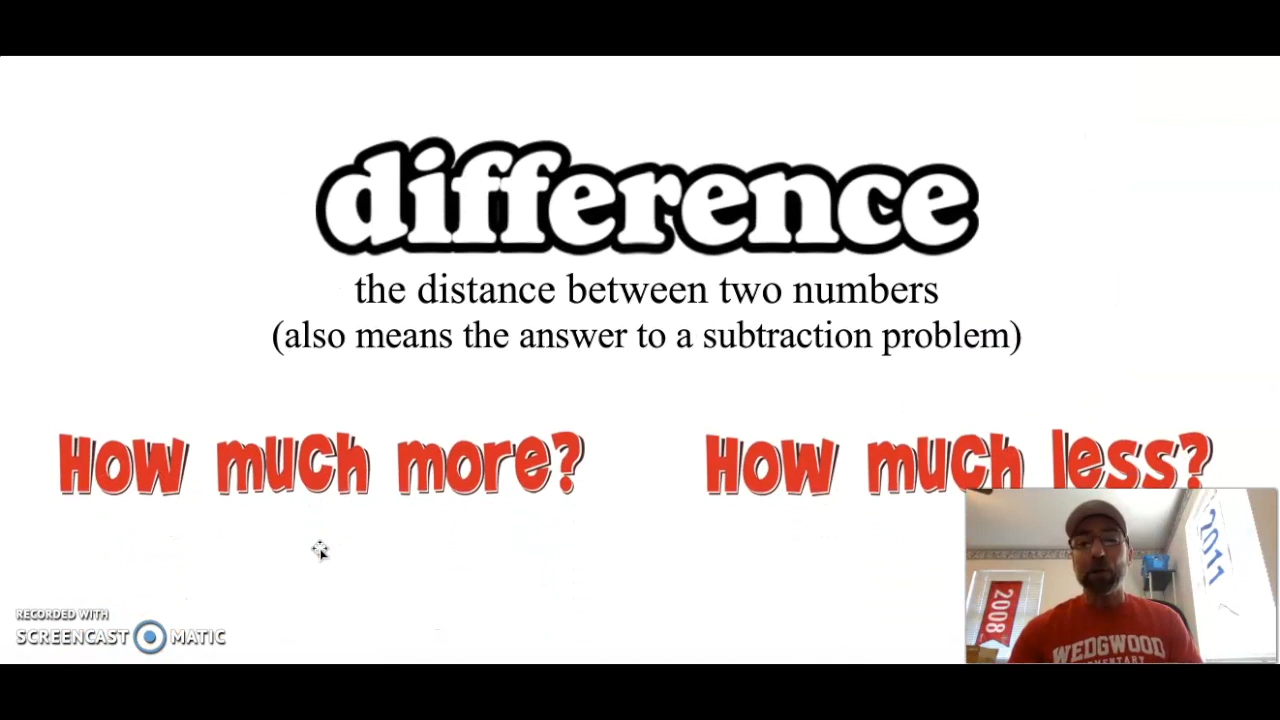 difference
the distance between two numbers
(also means the answer to a subtraction problem)
How much more? How much less?
2011
2008
WEDGWOOD
ELEMENTARY
RECORDED WITH
SCREENCAST MATIC